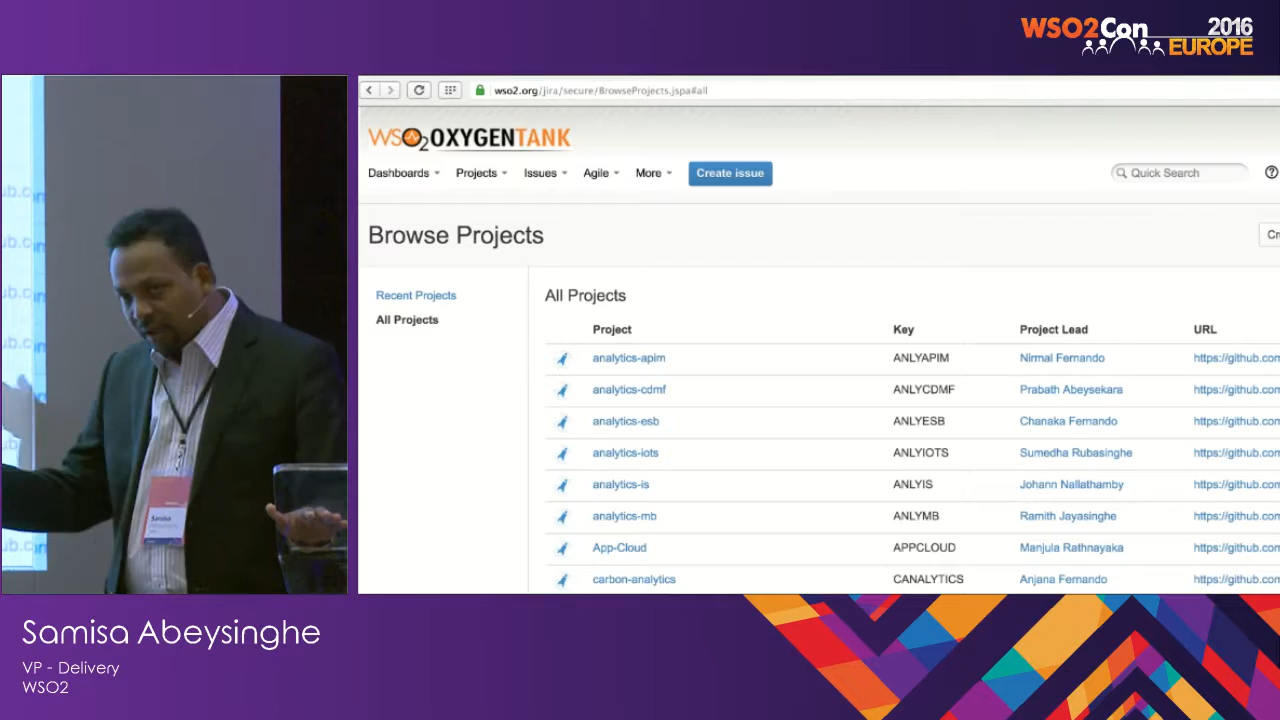 WSO2Con 2016
EUROPE
wso2.org/jira/secure/BrowseProjects.jspa#all
WSO2 OXYGENTANK
Dashboards Projects Issues Agile More Create issue Quick Search
Browse Projects
Recent Projects
All Projects
All Projects
Project Key Project Lead URL
analytics-apim ANLYAPIM Nirmal Fernando https://github.com
analytics-cdmf ANLYCDMF Prabath Abeysekara https://github.com
analytics-esb ANLYESB Chanaka Fernando https://github.com
analytics-iots ANLYIOTS Sumedha Rubasinghe https://github.com
analytics-is ANLYIS Johann Nallathamby https://github.com
analytics-mb ANLYMB Ramith Jayasinghe https://github.com
App-Cloud APPCLOUD Manjula Rathnayaka https://github.com
carbon-analytics CANALYTICS Anjana Fernando https://github.com
Samisa
Samisa Abeysinghe
VP - Delivery
WSO2